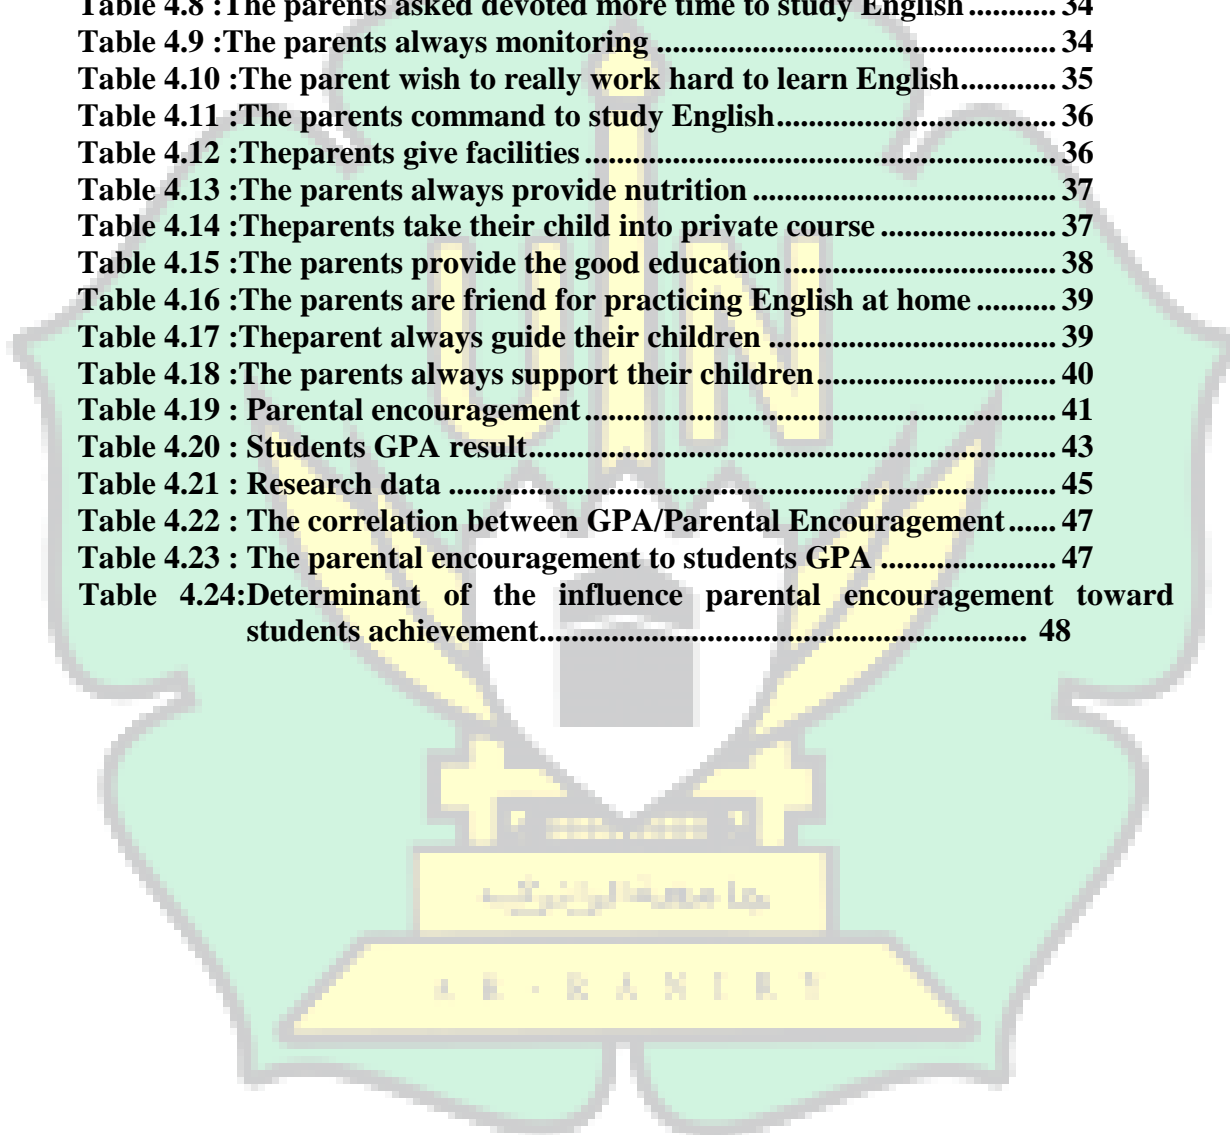 Table 4.8 :The parents asked devoted more time to study English ........... 34
Table 4.9 :The parents always monitoring .................................................. 34
Table 4.10 :The parent wish to really work hard to learn English............ 35
Table 4.11 :The parents command to study English................................... 36
Table 4.12 :Theparents give facilities ........................................................... 36
Table 4.13 :The parents always provide nutrition ...................................... 37
Table 4.14 :Theparents take their child into private course ...................... 37
Table 4.15 :The parents provide the good education.................................. 38
Table 4.16 :The parents are friend for practicing English at home .......... 39
Table 4.17 :Theparent always guide their children .................................... 39
Table 4.18 :The parents always support their children.............................. 40
Table 4.19 : Parental encouragement ........................................................... 41
Table 4.20 : Students GPA result.................................................................. 43
Table 4.21 : Research data ............................................................................ 45
Table 4.22 : The correlation between GPA/Parental Encouragement...... 47
Table 4.23 : The parental encouragement to students GPA ...................... 47
Table 4.24:Determinant of the influence parental encouragement toward
students achievement............................................................. 48
UIN
AR-RANIRY